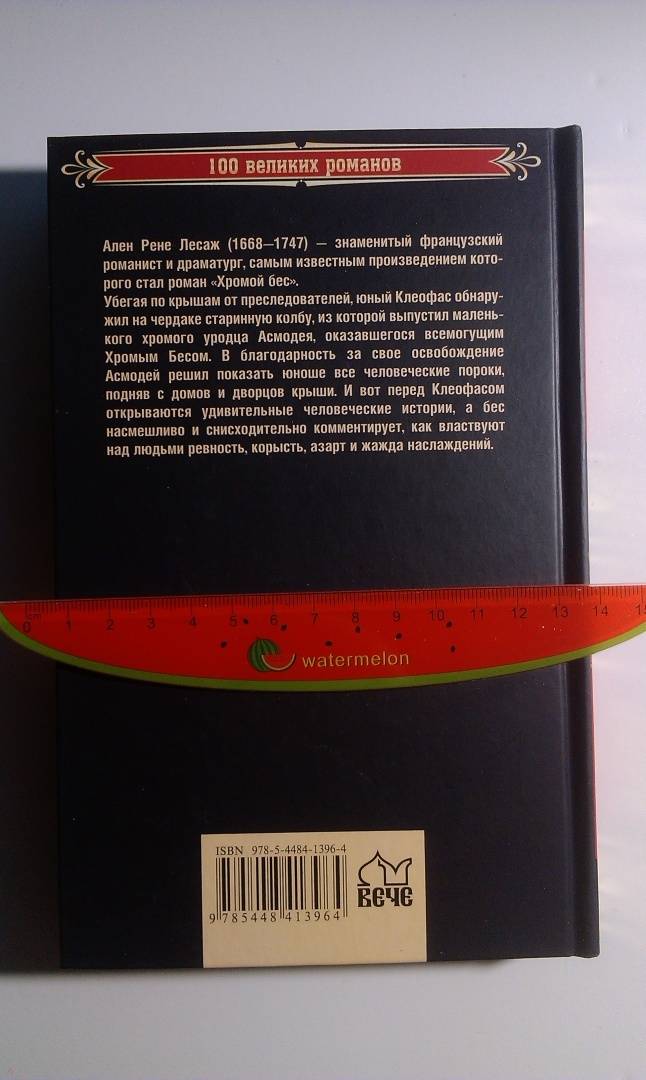 100 великих романов
Ален Рене Лесаж (1668—1747) — знаменитый французский
романист и драматург, самым известным произведением кото-
рого стал роман «Хромой бес».
Убегая по крышам от преследователей, юный Клеофас обнару-
жил на чердаке старинную колбу, из которой выпустил малень-
кого хромого уродца Асмодея, оказавшегося всемогущим
Хромым Бесом. В благодарность за свое освобождение
Асмодей решил показать юноше все человеческие пороки,
подняв с домов и дворцов крыши. И вот перед Клеофасом
открываются удивительные человеческие истории, а бес
насмешливо и снисходительно комментирует, как властвуют
над людьми ревность, корысть, азарт и жажда наслаждений.
cm
0 1 2 3 4 5 6 7 8 9 10 11 12 13 14 15
watermelon
ISBN 978-5-4484-1396-4
9 785448 413964
ВЕЧЕ